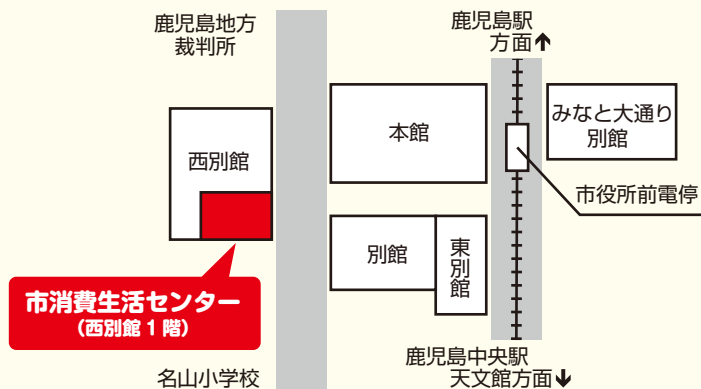 鹿児島地方
裁判所
鹿児島駅
方面↑
みなと大通り
別館
本館
西別館
市役所前電停
別館
東別館
市消費生活センター
(西別館1階)
名山小学校
鹿児島中央駅
天文館方面↓